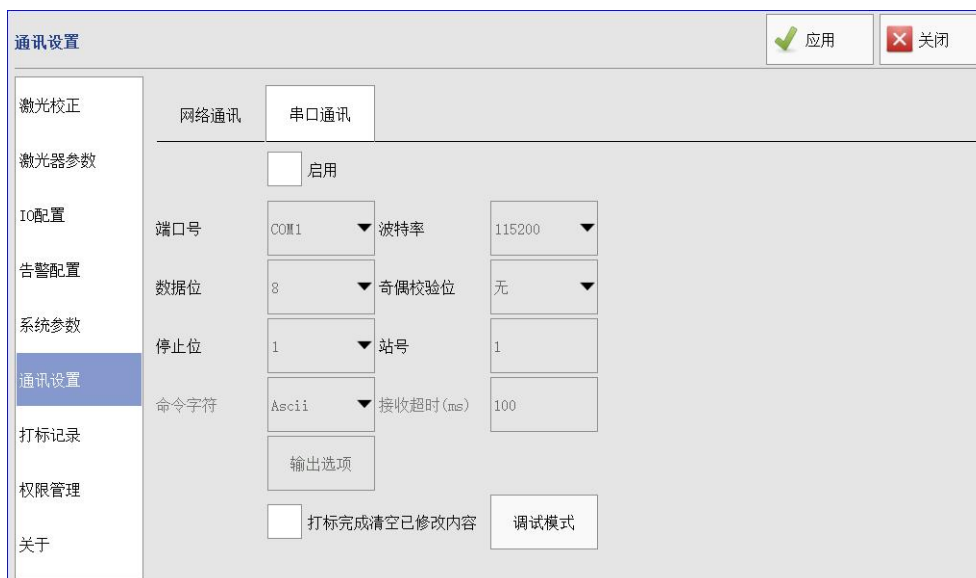 通讯设置
应用
关闭
激光校正
激光器参数
IO配置
告警配置
系统参数
通讯设置
打标记录
权限管理
关于
网络通讯 串口通讯
启用
端口号 COM1 波特率 115200
数据位 8 奇偶校验位 无
停止位 1 站号 1
命令字符 Ascii 接收超时(ms) 100
输出选项
打标完成清空已修改内容 调试模式